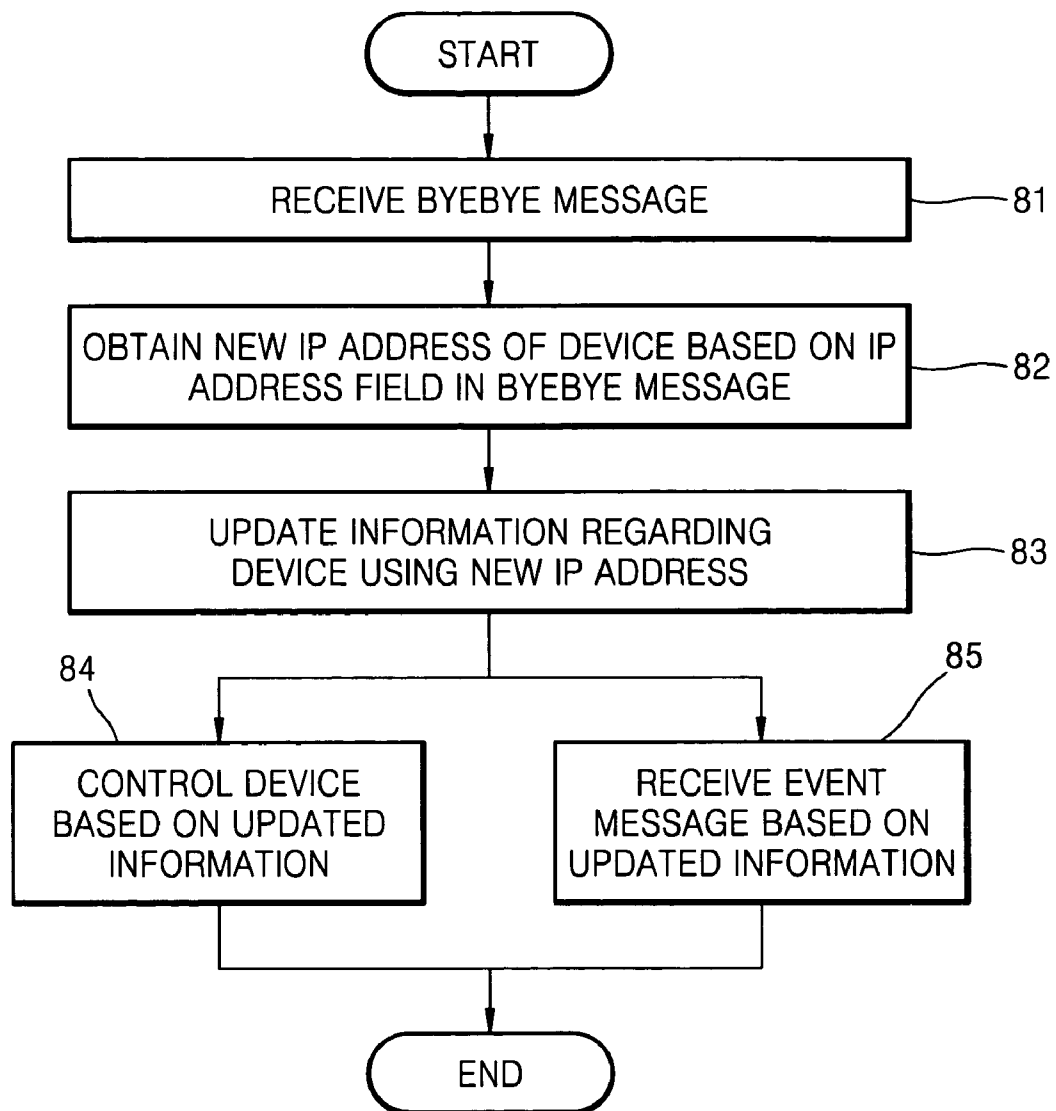 START
RECEIVE BYEBYE MESSAGE
81
OBTAIN NEW IP ADDRESS OF DEVICE BASED ON IP
ADDRESS FIELD IN BYEBYE MESSAGE
82
UPDATE INFORMATION REGARDING
DEVICE USING NEW IP ADDRESS
83
84
CONTROL DEVICE
BASED ON UPDATED
INFORMATION
85
RECEIVE EVENT
MESSAGE BASED ON
UPDATED INFORMATION
END